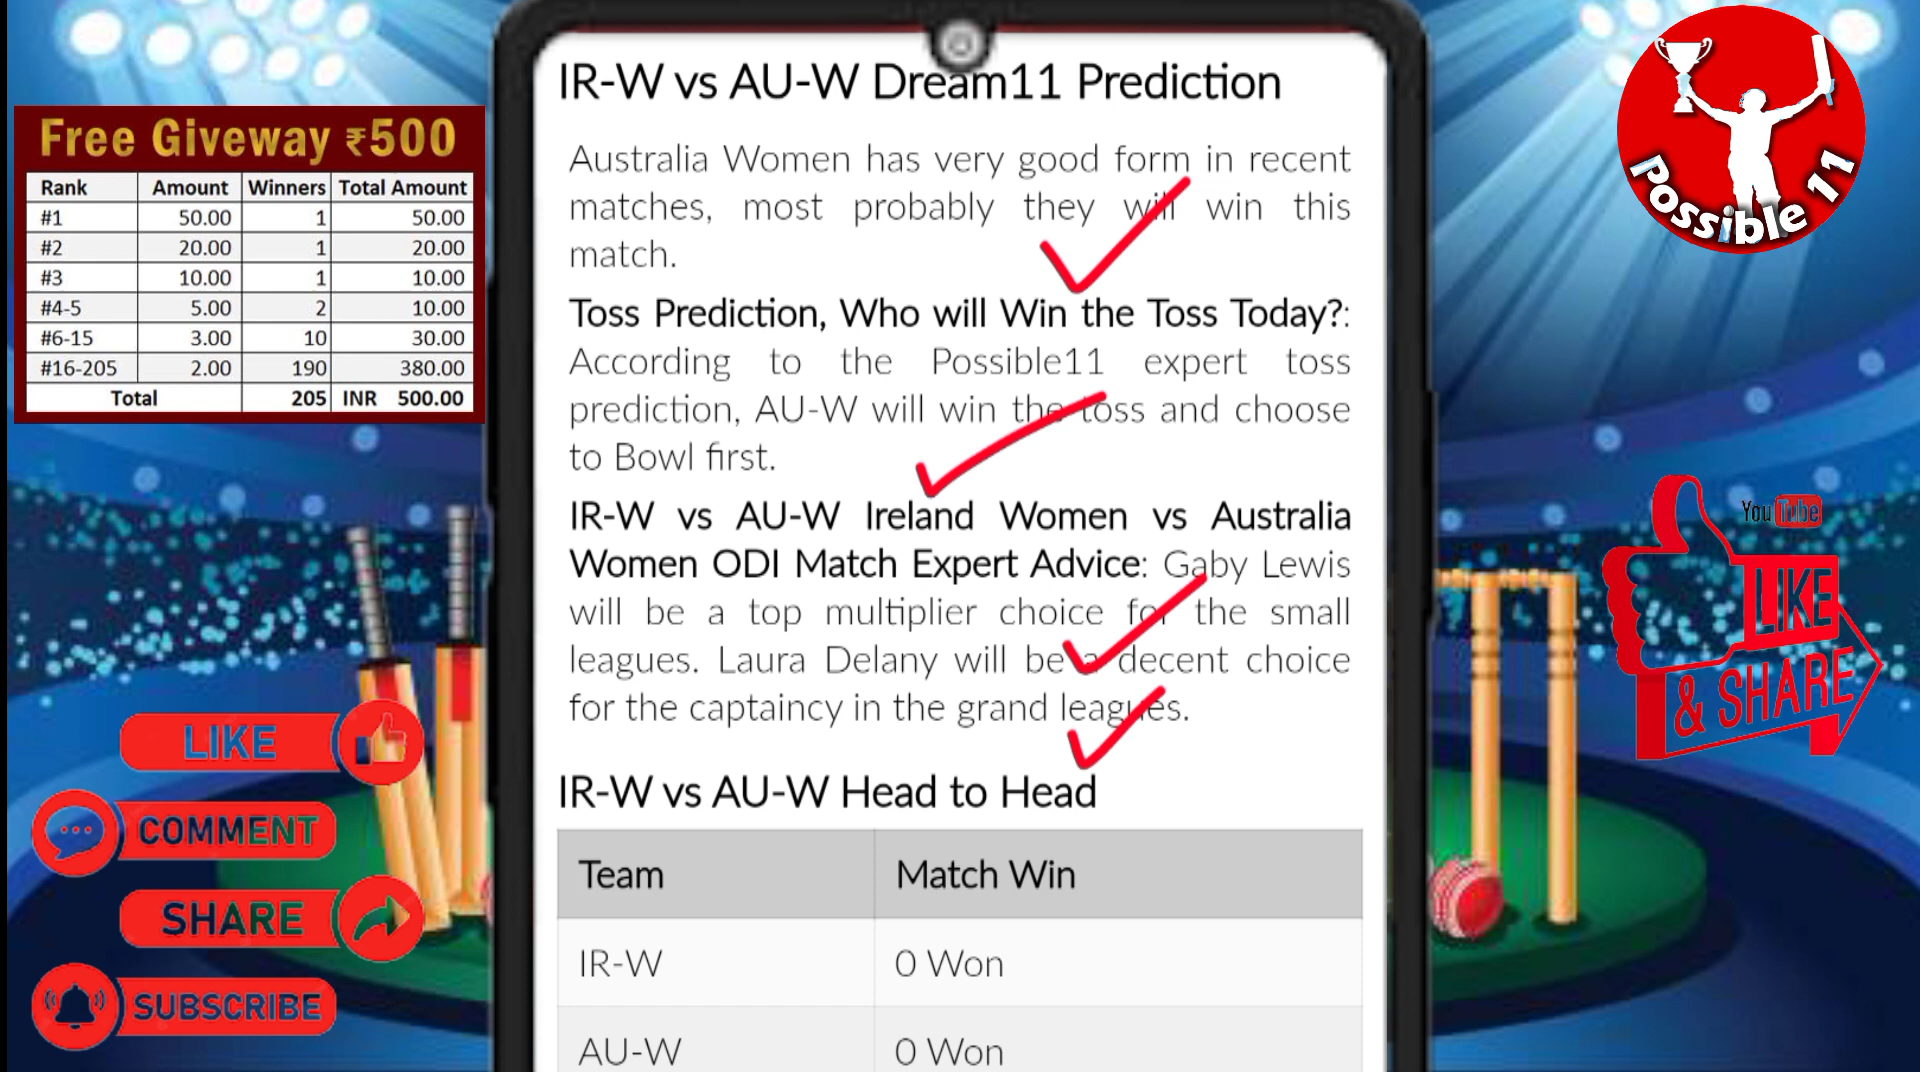 Free Giveway ₹500
Rank Amount Winners Total Amount
#1 50.00 1 50.00
#2 20.00 1 20.00
#3 10.00 1 10.00
#4-5 5.00 2 10.00
#6-15 3.00 10 30.00
#16-205 2.00 190 380.00
Total 205 INR 500.00
LIKE
COMMENT
SHARE
SUBSCRIBE
IR-W vs AU-W Dream11 Prediction
Australia Women has very good form in recent
matches, most probably they will win this
match.
Toss Prediction, Who will Win the Toss Today?:
According to the Possible11 expert toss
prediction, AU-W will win the toss and choose
to Bowl first.
IR-W vs AU-W Ireland Women vs Australia
Women ODI Match Expert Advice: Gaby Lewis
will be a top multiplier choice for the small
leagues. Laura Delany will be a decent choice
for the captaincy in the grand leagues.
IR-W vs AU-W Head to Head
Team Match Win
IR-W 0 Won
AU-W 0 Won
Possible 11
YouTube
LIKE
& SHARE